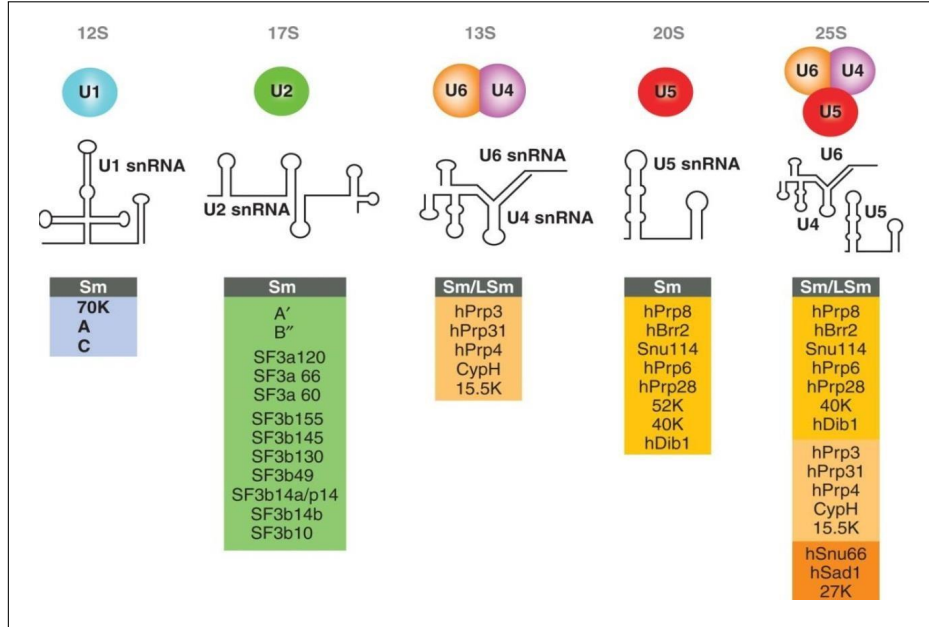 12S
17S
13S
20S
25S
U1
U2
U6
U4
U5
U6
U4
U5
U1 snRNA
U2 snRNA
U6 snRNA
U4 snRNA
U5 snRNA
U6
U4
U5
Sm
70K
A
C
Sm
A′
B″
SF3a120
SF3a 66
SF3a 60
SF3b155
SF3b145
SF3b130
SF3b49
SF3b14a/p14
SF3b14b
SF3b10
Sm/LSm
hPrp3
hPrp31
hPrp4
CypH
15.5K
Sm
hPrp8
hBrr2
Snu114
hPrp6
hPrp28
52K
40K
hDib1
Sm/LSm
hPrp8
hBrr2
Snu114
hPrp6
hPrp28
40K
hDib1
hPrp3
hPrp31
hPrp4
CypH
15.5K
hSnu66
hSad1
27K